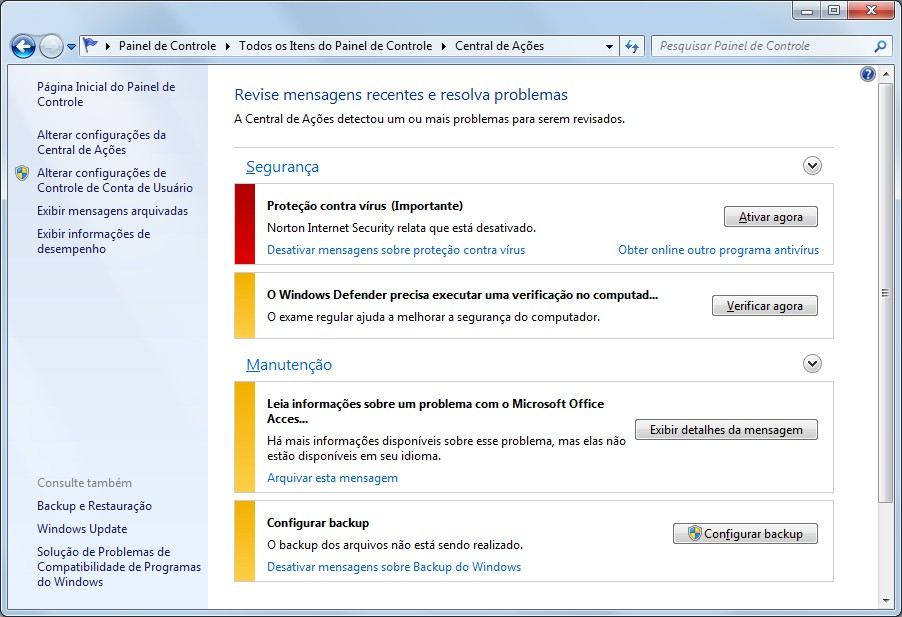 Painel de Controle Todos os Itens do Painel de Controle Central de Ações
Pesquisar Painel de Controle
Página Inicial do Painel de
Controle
Alterar configurações da
Central de Ações
Alterar configurações de
Controle de Conta de Usuário
Exibir mensagens arquivadas
Exibir informações de
desempenho
Consulte também
Backup e Restauração
Windows Update
Solução de Problemas de
Compatibilidade de Programas
do Windows
Revise mensagens recentes e resolva problemas
A Central de Ações detectou um ou mais problemas para serem revisados.
Segurança
Proteção contra vírus (Importante)
Norton Internet Security relata que está desativado.
Ativar agora
Desativar mensagens sobre proteção contra vírus
Obter online outro programa antivírus
O Windows Defender precisa executar uma verificação no computad...
O exame regular ajuda a melhorar a segurança do computador.
Verificar agora
Manutenção
Leia informações sobre um problema com o Microsoft Office
Acces...
Há mais informações disponíveis sobre esse problema, mas elas não
estão disponíveis em seu idioma.
Exibir detalhes da mensagem
Arquivar esta mensagem
Configurar backup
O backup dos arquivos não está sendo realizado.
Configurar backup
Desativar mensagens sobre Backup do Windows